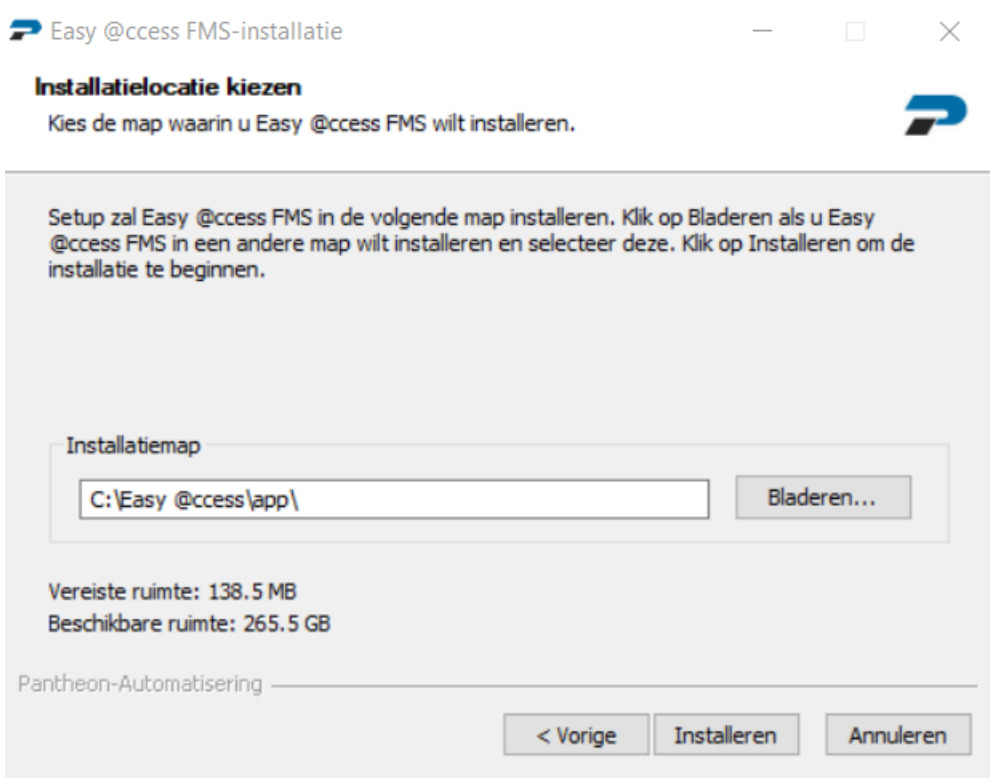 Easy @ccess FMS-installatie
Installatielocatie kiezen
Kies de map waarin u Easy @ccess FMS wilt installeren.
Setup zal Easy @ccess FMS in de volgende map installeren. Klik op Bladeren als u Easy
@ccess FMS in een andere map wilt installeren en selecteer deze. Klik op Installeren om de
installatie te beginnen.
Installatiemap
C:\Easy @ccess\app\
Bladeren...
Vereiste ruimte: 138.5 MB
Beschikbare ruimte: 265.5 GB
Pantheon-Automatisering
< Vorige
Installeren
Annuleren